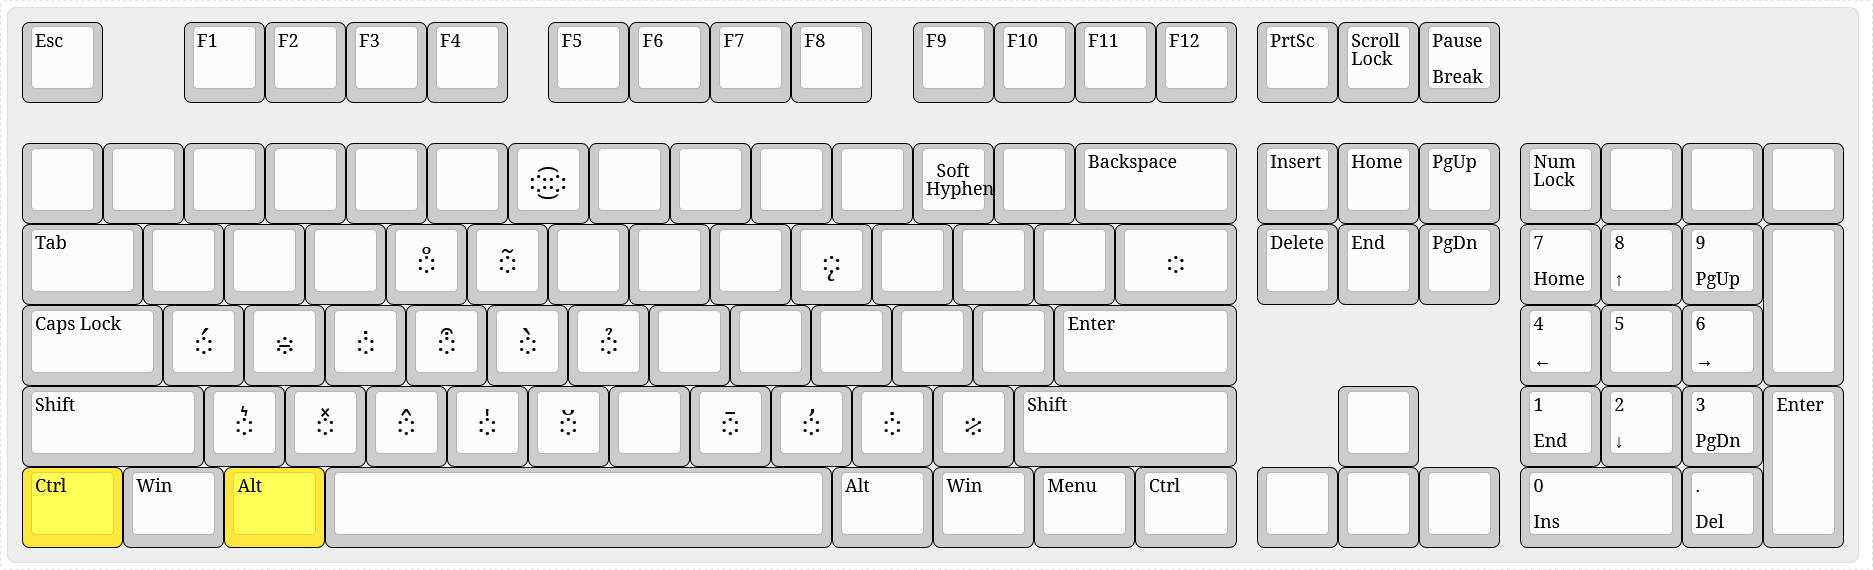 Esc F1 F2 F3 F4 F5 F6 F7 F8 F9 F10 F11 F12 PrtSc Scroll Lock Pause Break
Soft Hyphen Backspace Insert Home PgUp Num Lock
Tab ◌̊ ◌̃ ◌̨ ◌ Delete End PgDn 7 Home 8 ↑ 9 PgUp
Caps Lock ◌́ ◌̵ ◌̇ ◌̑ ◌̀ ◌̉ Enter 4 ← 5 6 →
Shift ◌̽ ◌̂ ◌̍ ◌̆ ◌̄ ◌̓ ◌̇ ◌̷ Shift 1 End 2 ↓ 3 PgDn Enter
Ctrl Win Alt Alt Win Menu Ctrl 0 Ins . Del